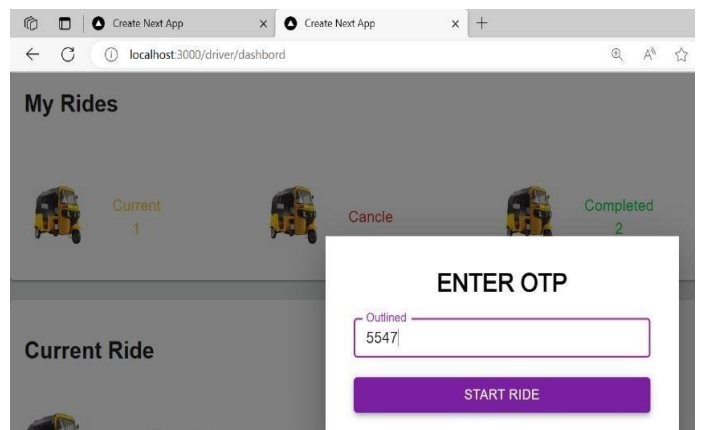 Create Next App
Create Next App
localhost:3000/driver/dashbord
My Rides
Current
1
Cancle
Completed
2
ENTER OTP
Outlined
5547
START RIDE
Current Ride